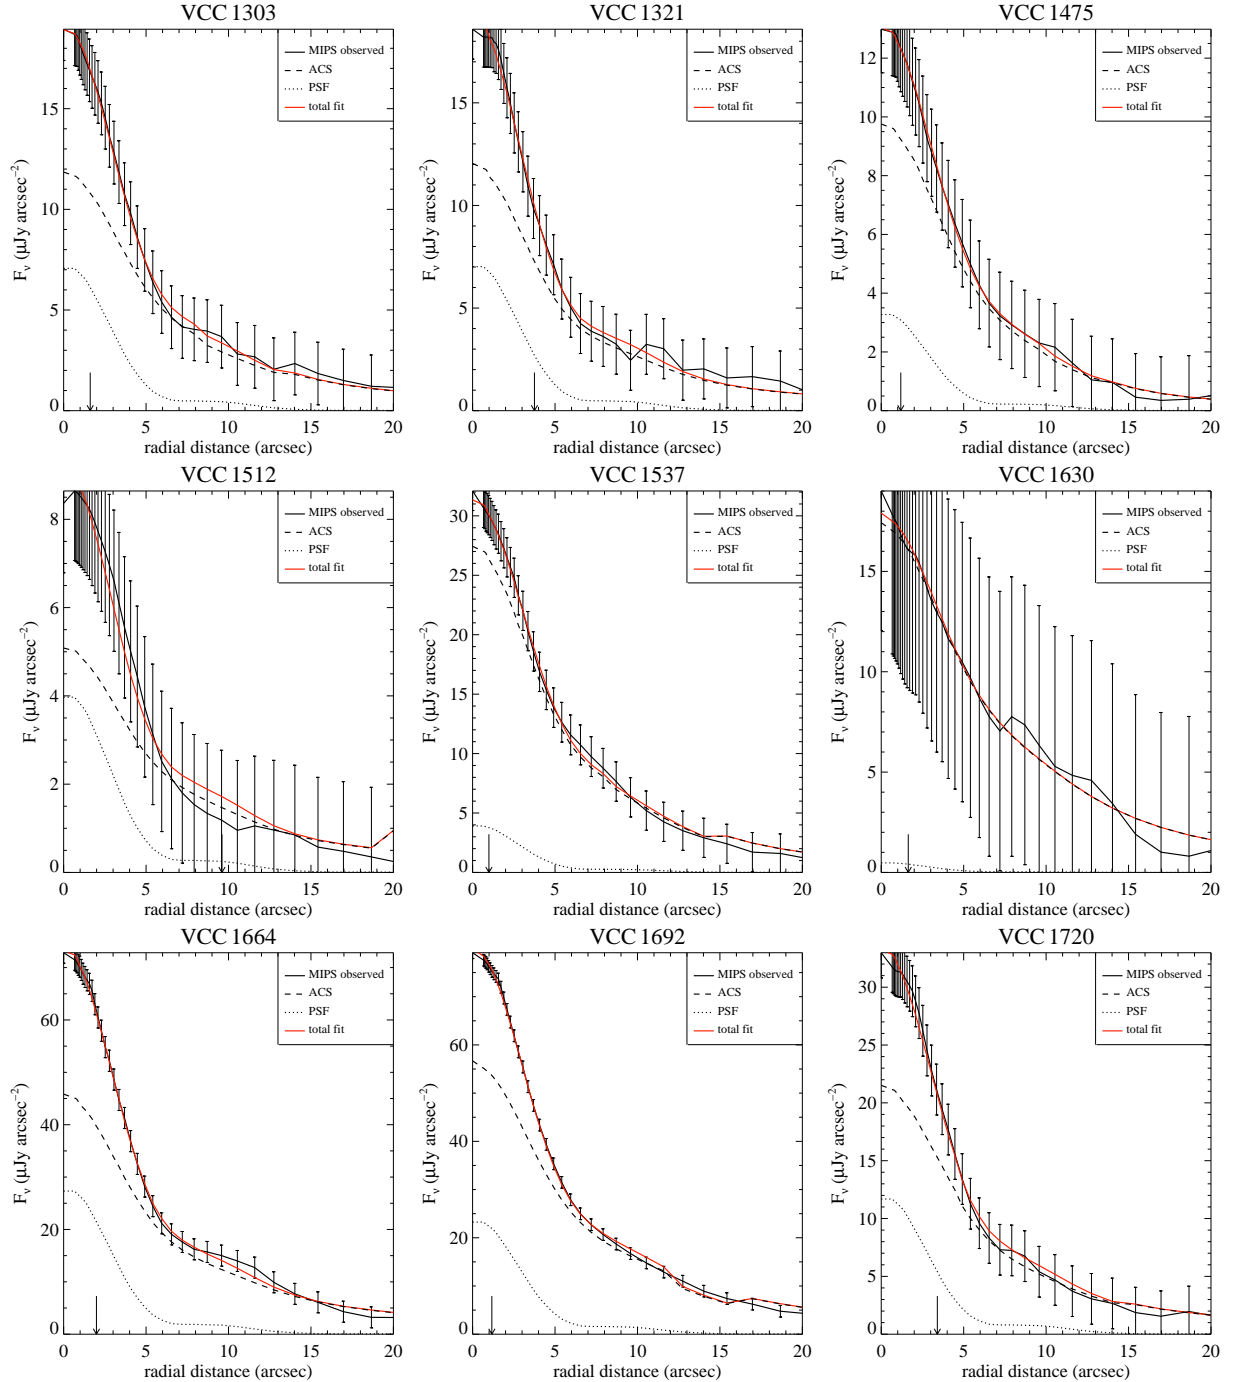 VCC 1303
MIPS observed
ACS
PSF
total fit
15
10
5
0
0 5 10 15 20
radial distance (arcsec)
Fν (μJy arcsec−2)
VCC 1321
MIPS observed
ACS
PSF
total fit
15
10
5
0
0 5 10 15 20
radial distance (arcsec)
Fν (μJy arcsec−2)
VCC 1475
MIPS observed
ACS
PSF
total fit
12
10
8
6
4
2
0
0 5 10 15 20
radial distance (arcsec)
Fν (μJy arcsec−2)
VCC 1512
MIPS observed
ACS
PSF
total fit
8
6
4
2
0
0 5 10 15 20
radial distance (arcsec)
Fν (μJy arcsec−2)
VCC 1537
MIPS observed
ACS
PSF
total fit
30
25
20
15
10
5
0
0 5 10 15 20
radial distance (arcsec)
Fν (μJy arcsec−2)
VCC 1630
MIPS observed
ACS
PSF
total fit
15
10
5
0
0 5 10 15 20
radial distance (arcsec)
Fν (μJy arcsec−2)
VCC 1664
MIPS observed
ACS
PSF
total fit
60
40
20
0
0 5 10 15 20
radial distance (arcsec)
Fν (μJy arcsec−2)
VCC 1692
MIPS observed
ACS
PSF
total fit
60
40
20
0
0 5 10 15 20
radial distance (arcsec)
Fν (μJy arcsec−2)
VCC 1720
MIPS observed
ACS
PSF
total fit
30
25
20
15
10
5
0
0 5 10 15 20
radial distance (arcsec)
Fν (μJy arcsec−2)